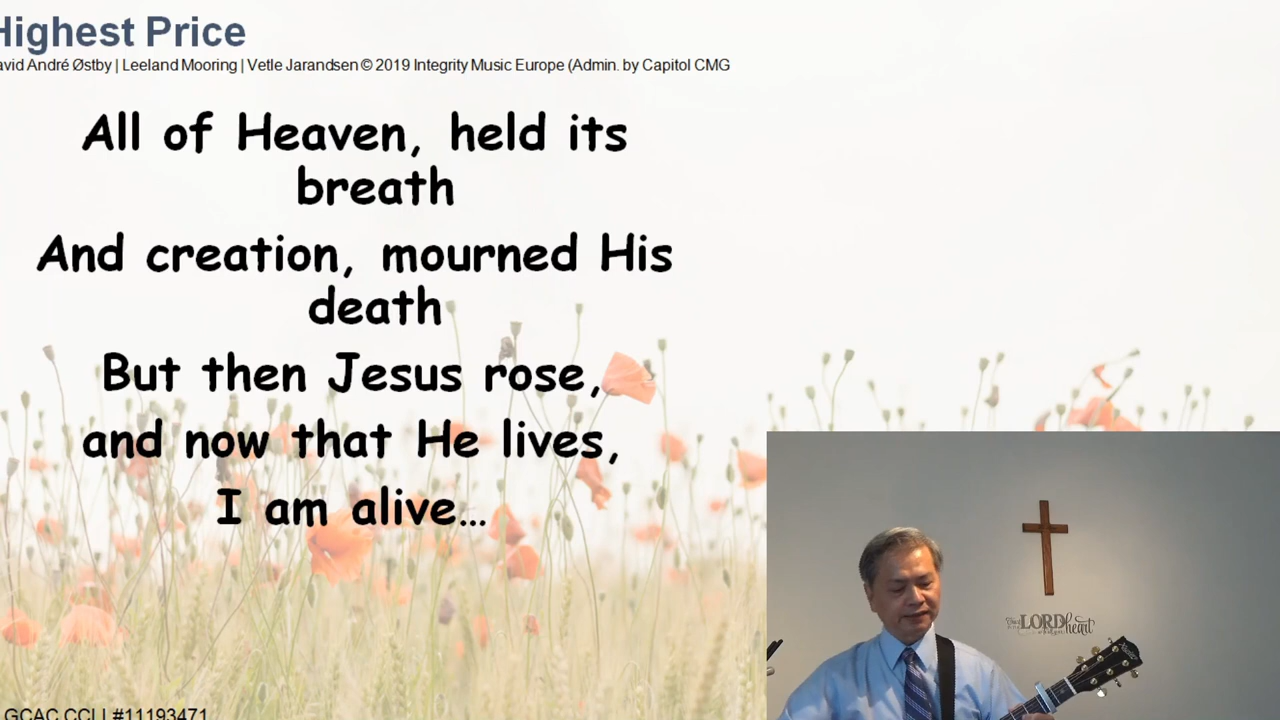 Highest Price
avid André Østby | Leeland Mooring | Vetle Jarandsen © 2019 Integrity Music Europe (Admin. by Capitol CMG
All of Heaven, held its
breath
And creation, mourned His
death
But then Jesus rose,
and now that He lives,
I am alive…
LORD
heart
GCAC CCLI #11193471